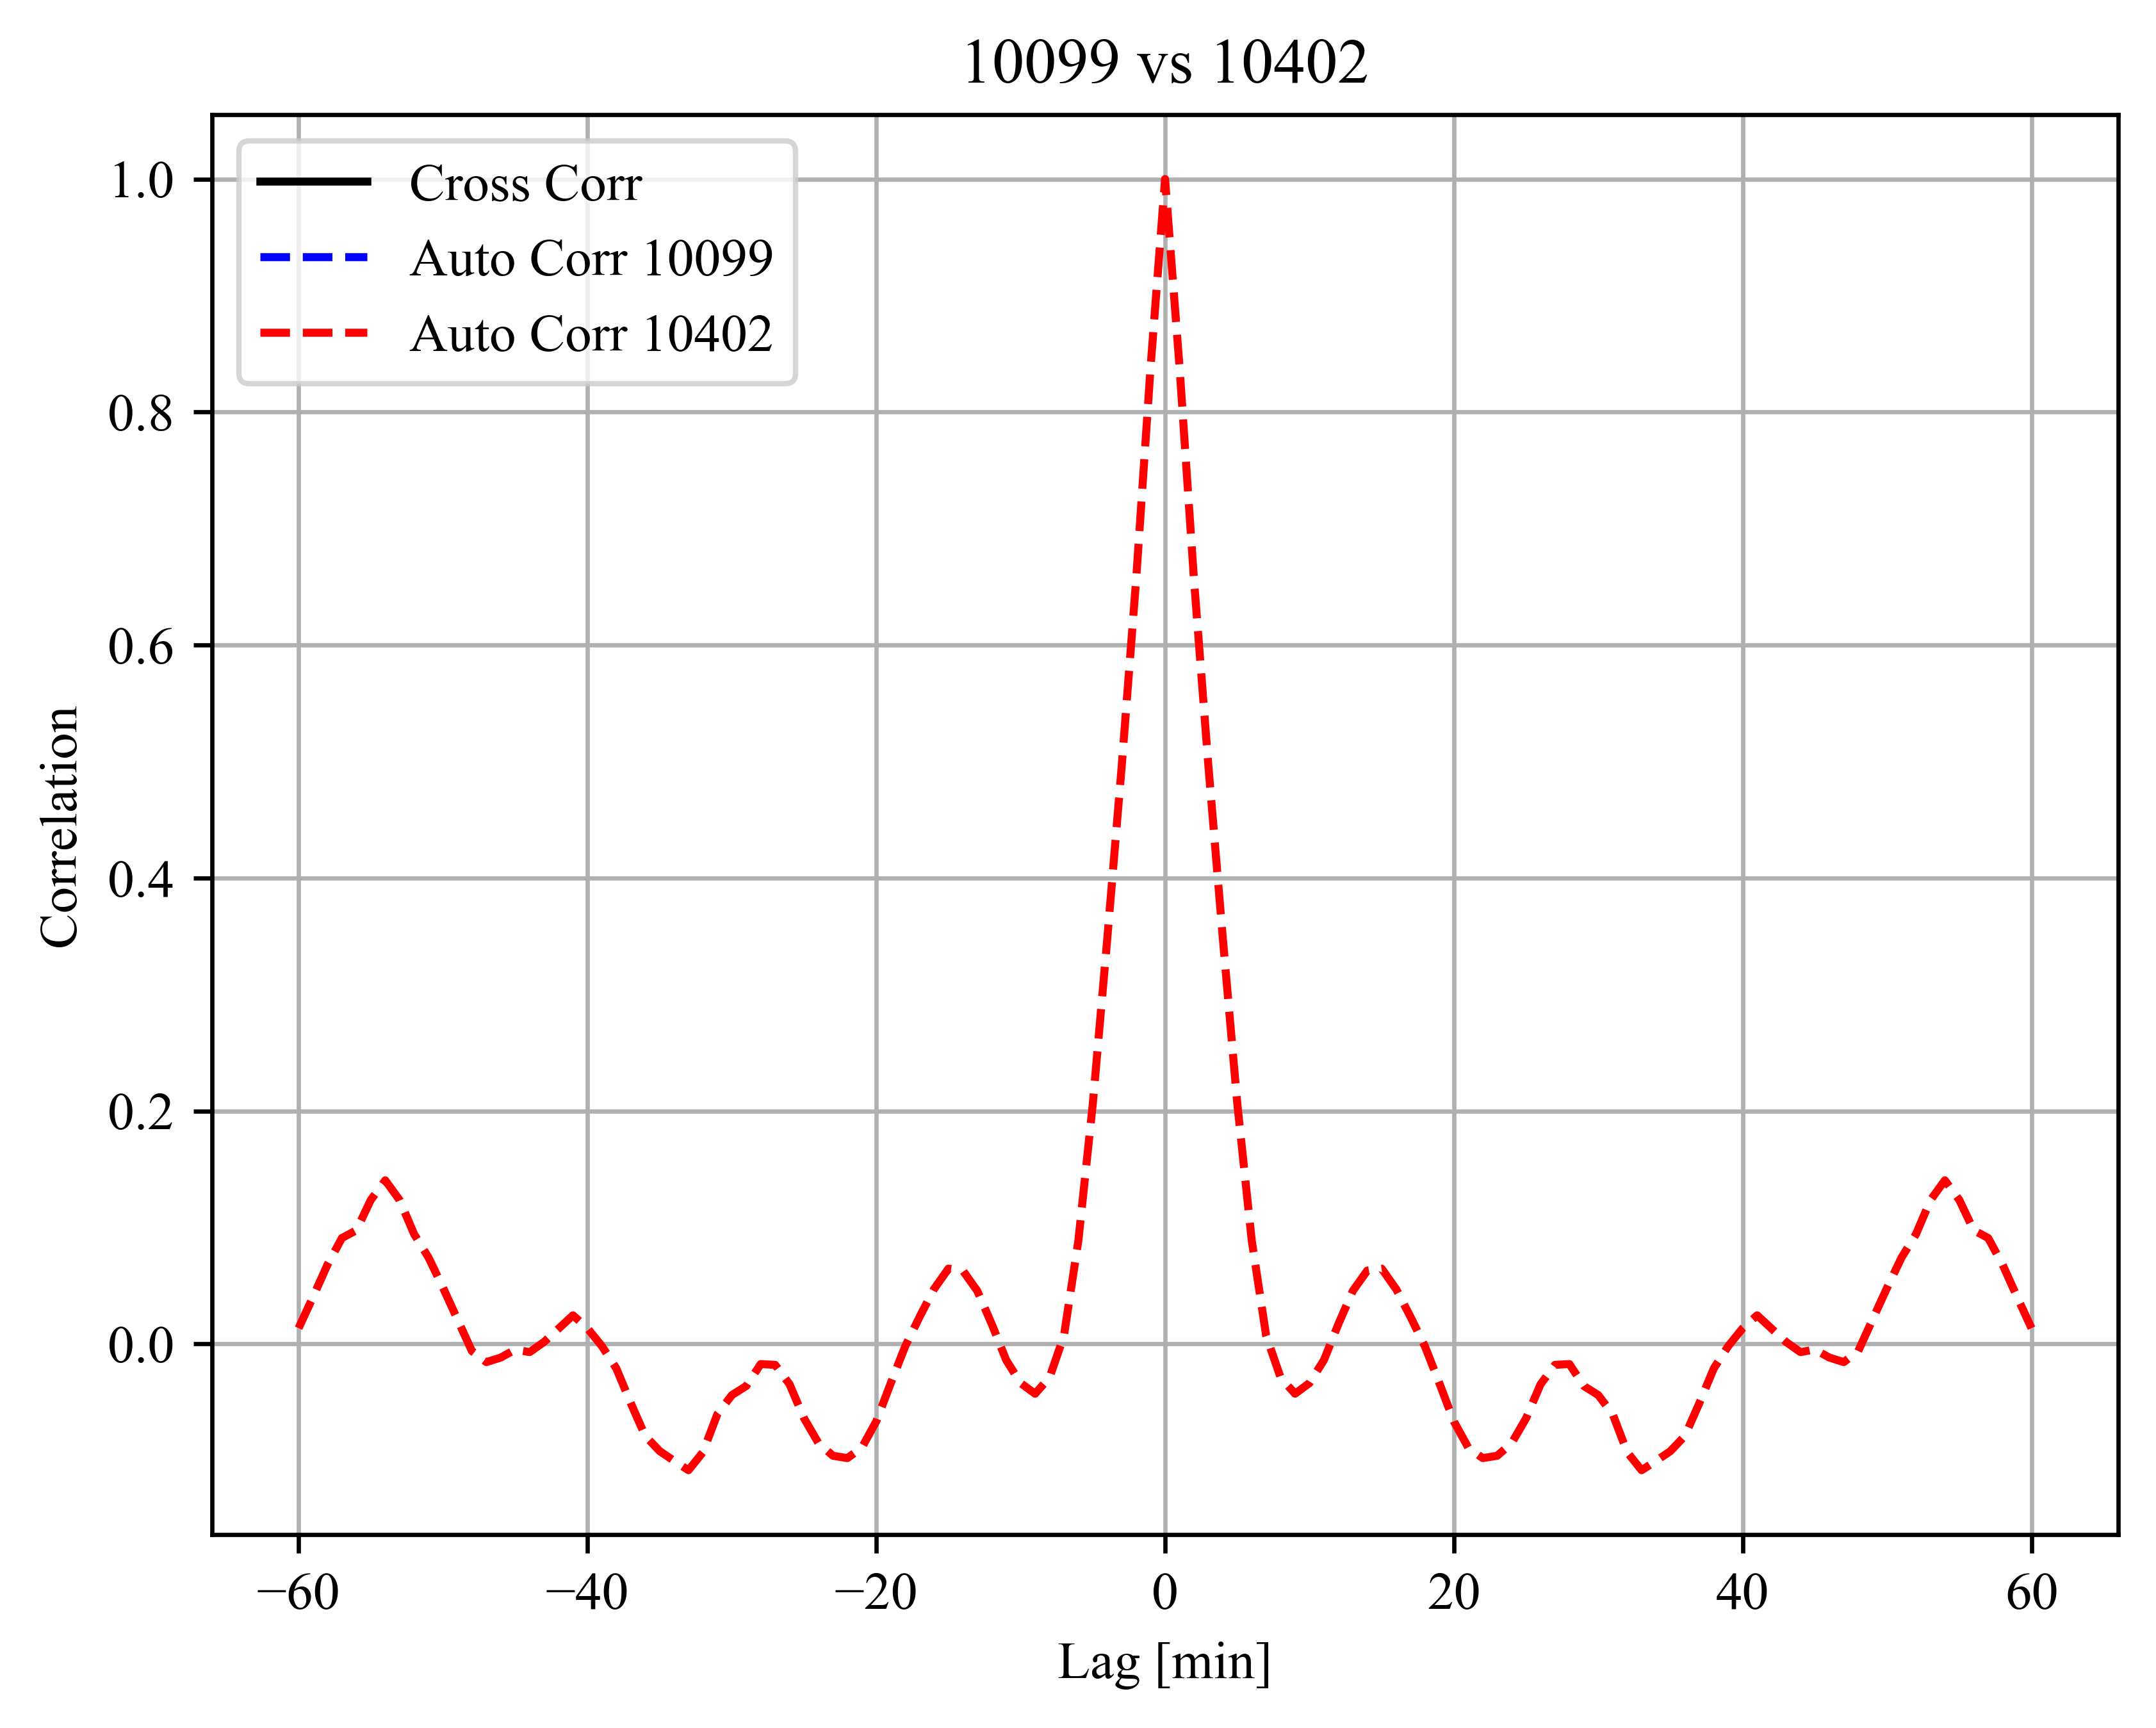 10099 vs 10402
Cross Corr
Auto Corr 10099
Auto Corr 10402
1.0
0.8
0.6
0.4
0.2
0.0
Correlation
−60 −40 −20 0 20 40 60
Lag [min]